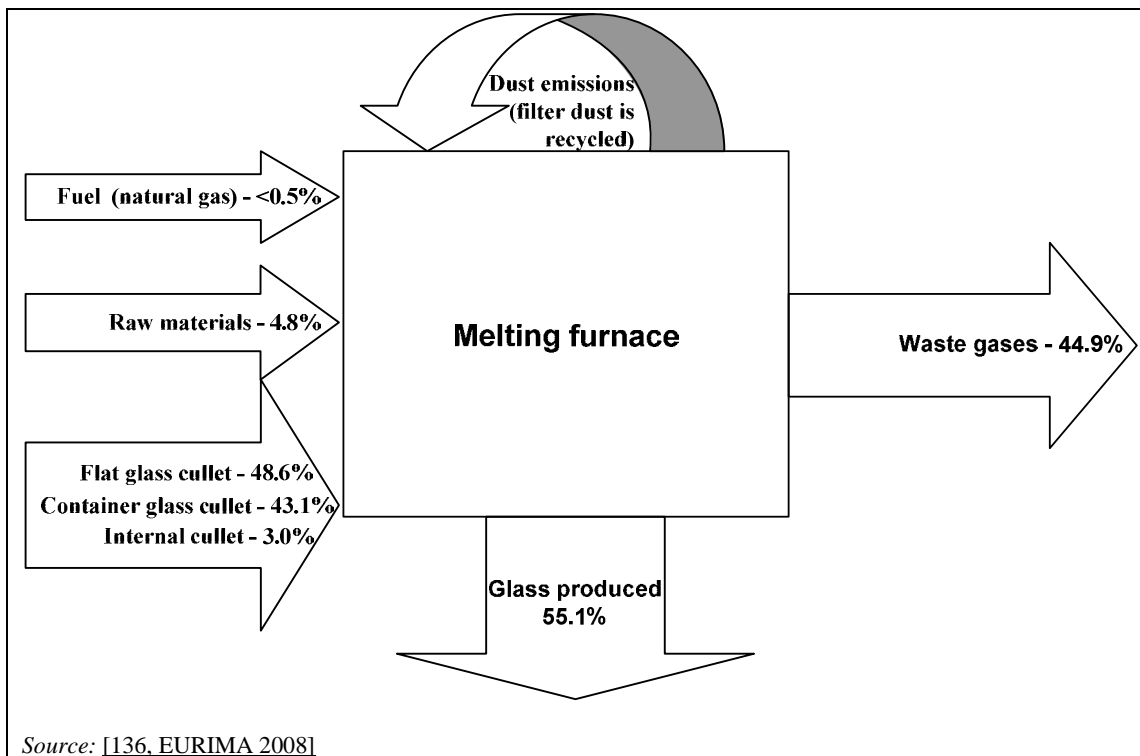 Dust emissions
(filter dust is
recycled)
Fuel (natural gas) - <0.5%
Raw materials - 4.8%
Melting furnace
Waste gases - 44.9%
Flat glass cullet - 48.6%
Container glass cullet - 43.1%
Internal cullet - 3.0%
Glass produced
55.1%
Source: [136, EURIMA 2008]